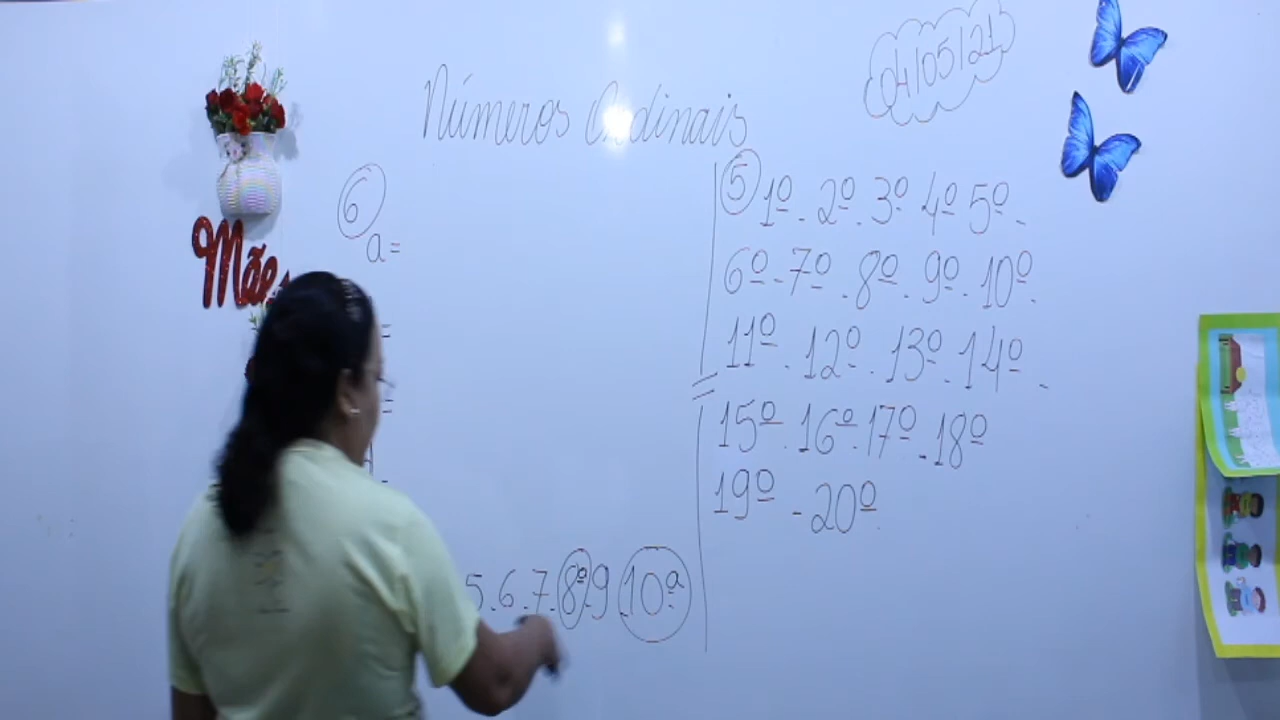 Números Ordinais
04/05/21
Mães
6
a=
=
=
5.6.7.8º.9.10ª
5 1º. 2º. 3º 4º 5º.
6º-7º.8º.9º.10º.
11º.12º.13º.14º.
15º.16º.17º.18º
19º-20º